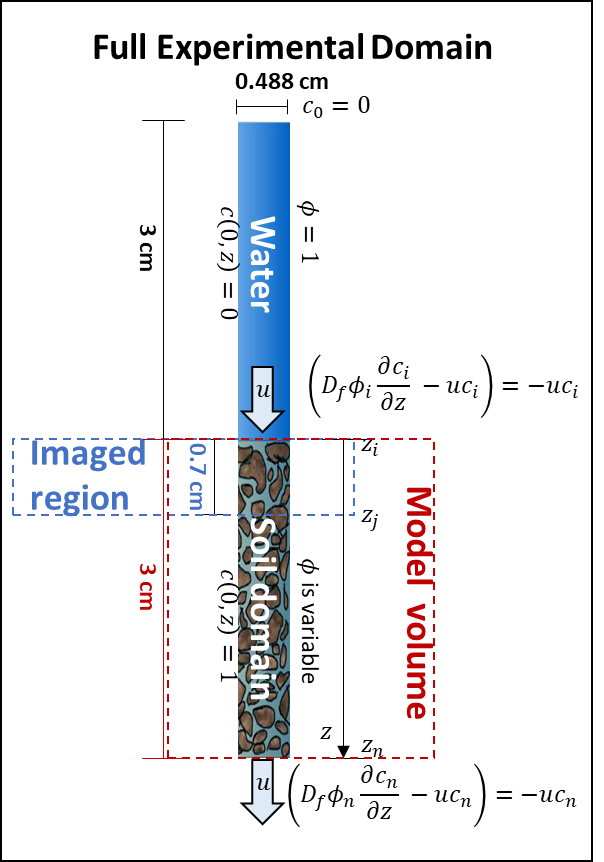 Full Experimental Domain
0.488 cm
c₀ = 0
3 cm
Water
c(0, z) = 0
ϕ = 1
u
(D_f ϕ_i ∂c_i/∂z − uc_i) = −uc_i
Imaged
region
0.7 cm
z_i
z_j
3 cm
Soil domain
c(0, z) = 1
ϕ is variable
Model volume
z
z_n
u
(D_f ϕ_n ∂c_n/∂z − uc_n) = −uc_n